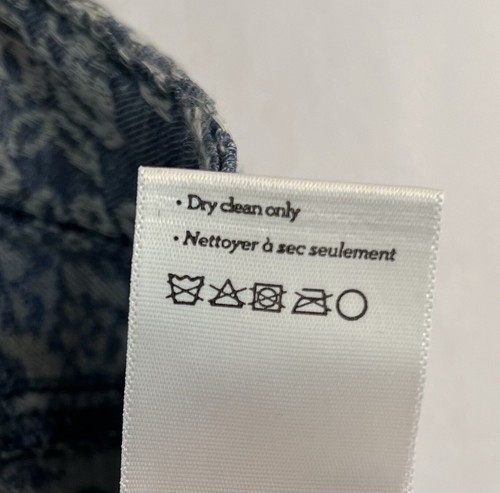 • Dry clean only
• Nettoyer à sec seulement